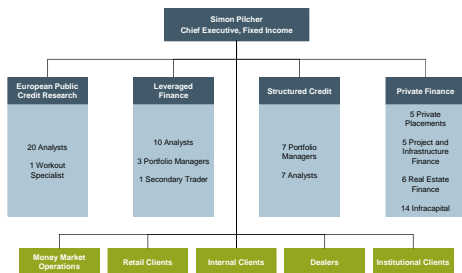 Simon Pilcher
Chief Executive, Fixed Income
European Public
Credit Research
Leveraged
Finance
Structured Credit
Private Finance
20 Analysts
1 Workout
Specialist
10 Analysts
3 Portfolio Managers
1 Secondary Trader
7 Portfolio
Managers
7 Analysts
5 Private
Placements
5 Project and
Infrastructure
Finance
6 Real Estate
Finance
14 Infracapital
Money Market
Operations
Retail Clients
Internal Clients
Dealers
Institutional Clients